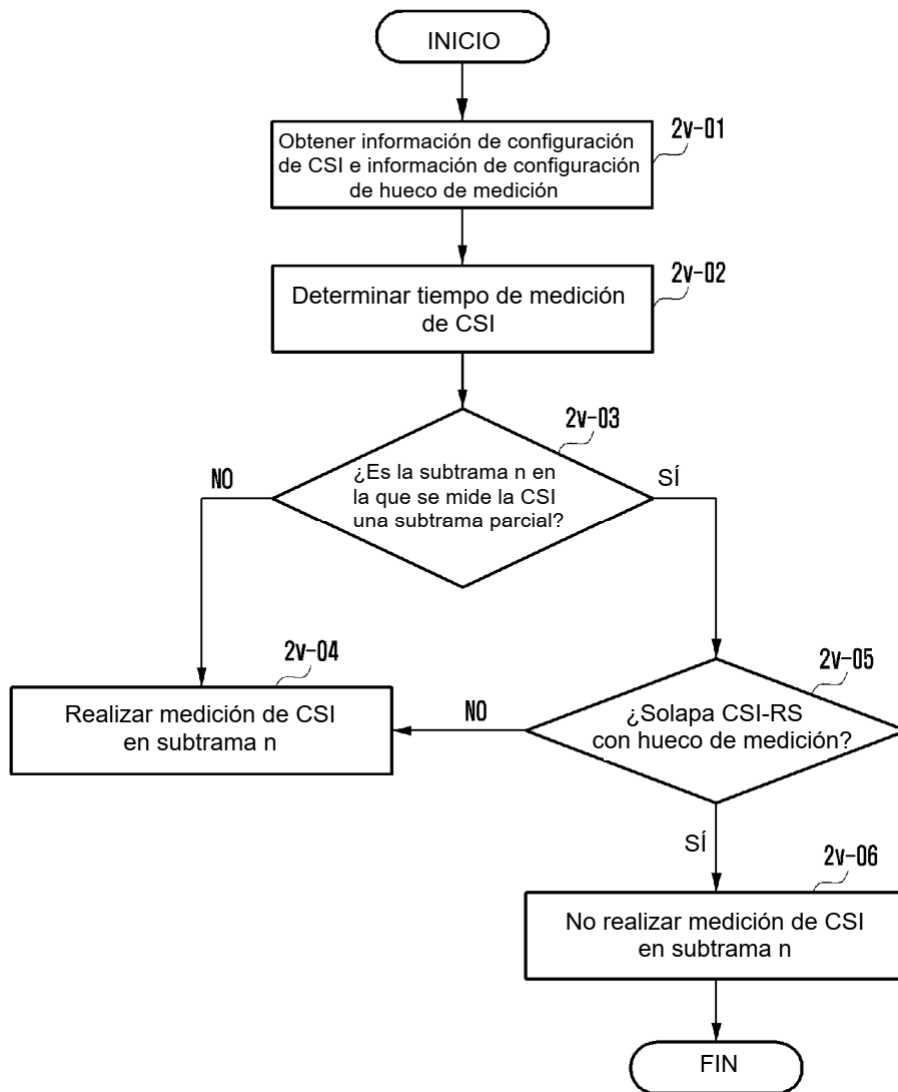 INICIO
2v-01
Obtener información de configuración
de CSI e información de configuración
de hueco de medición
2v-02
Determinar tiempo de medición
de CSI
2v-03
¿Es la subtrama n en
la que se mide la CSI
una subtrama parcial?
NO
SÍ
2v-04
Realizar medición de CSI
en subtrama n
2v-05
¿Solapa CSI-RS
con hueco de medición?
NO
SÍ
2v-06
No realizar medición de CSI
en subtrama n
FIN